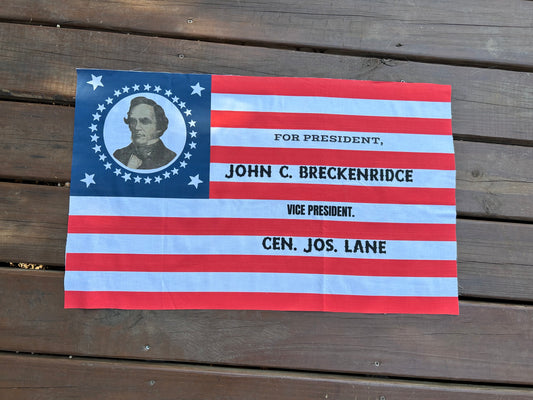 FOR PRESIDENT,
JOHN C. BRECKENRIDCE
VICE PRESIDENT.
CEN. JOS. LANE